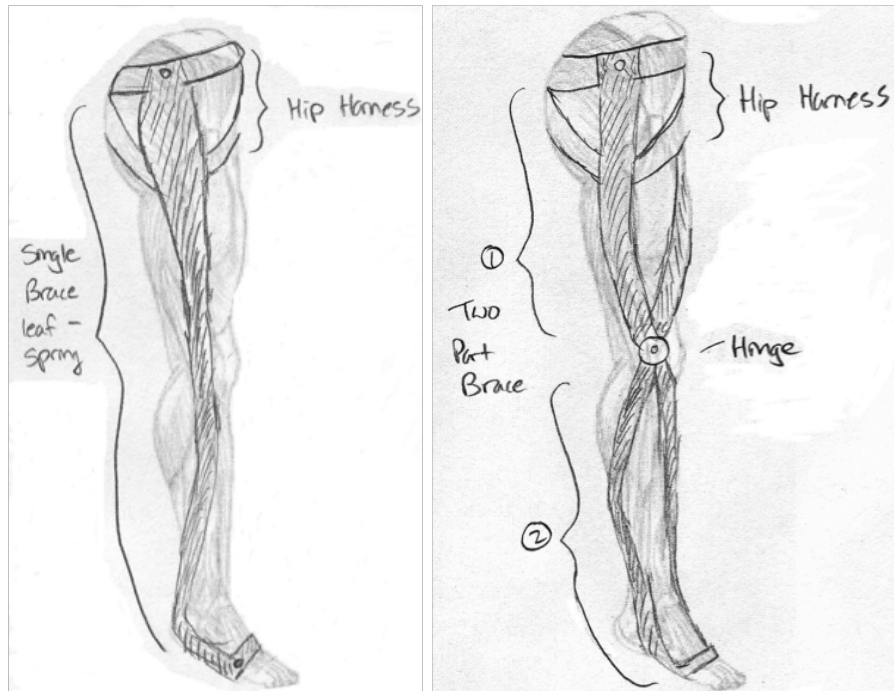 Hip Harness
Single
Brace
leaf -
Spring
Hip Harness
①
Two
Part
Brace
- Hinge
②